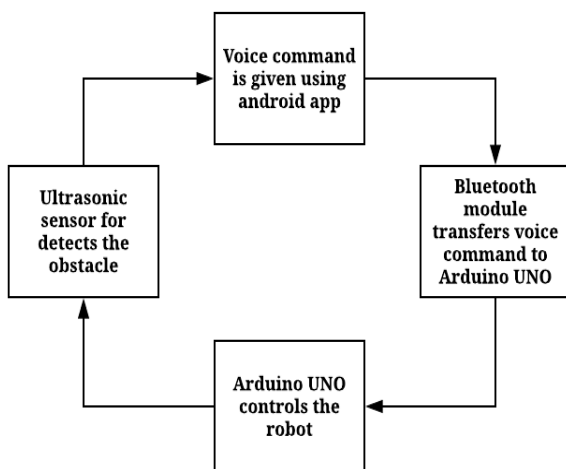 Voice command
is given using
android app
Bluetooth
module
transfers voice
command to
Arduino UNO
Arduino UNO
controls the
robot
Ultrasonic
sensor for
detects the
obstacle